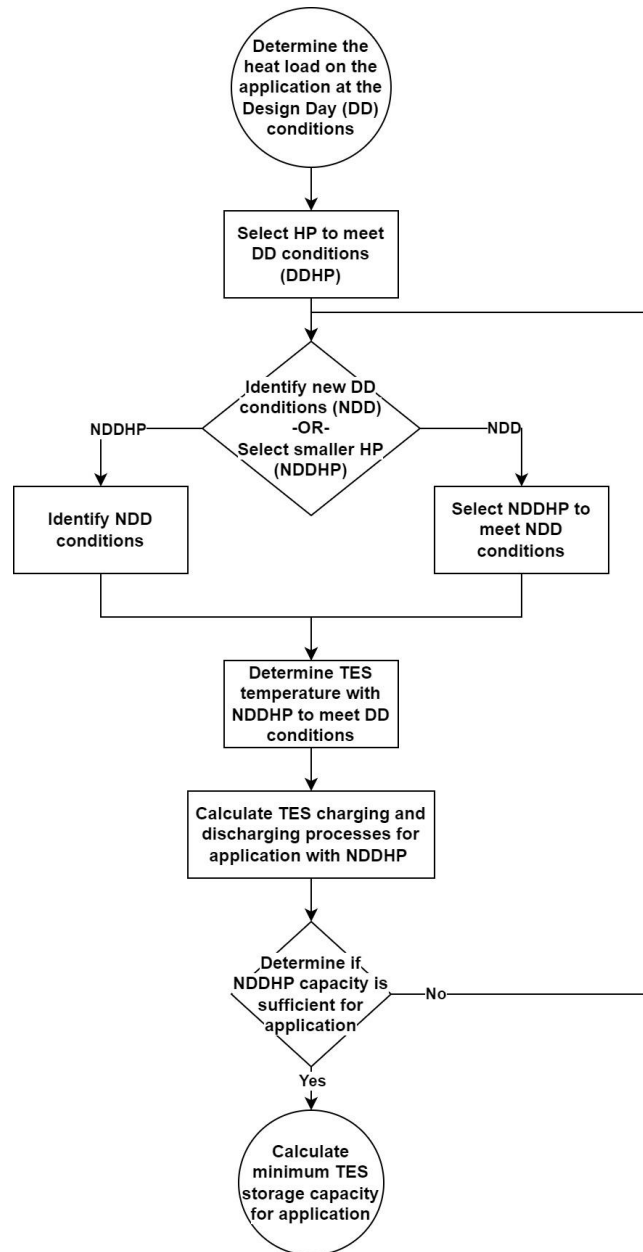 Determine the
heat load on the
application at the
Design Day (DD)
conditions
Select HP to meet
DD conditions
(DDHP)
Identify new DD
conditions (NDD)
-OR-
Select smaller HP
(NDDHP)
NDDHP
NDD
Identify NDD
conditions
Select NDDHP to
meet NDD
conditions
Determine TES
temperature with
NDDHP to meet DD
conditions
Calculate TES charging and
discharging processes for
application with NDDHP
Determine if
NDDHP capacity is
sufficient for
application
No
Yes
Calculate
minimum TES
storage capacity
for application